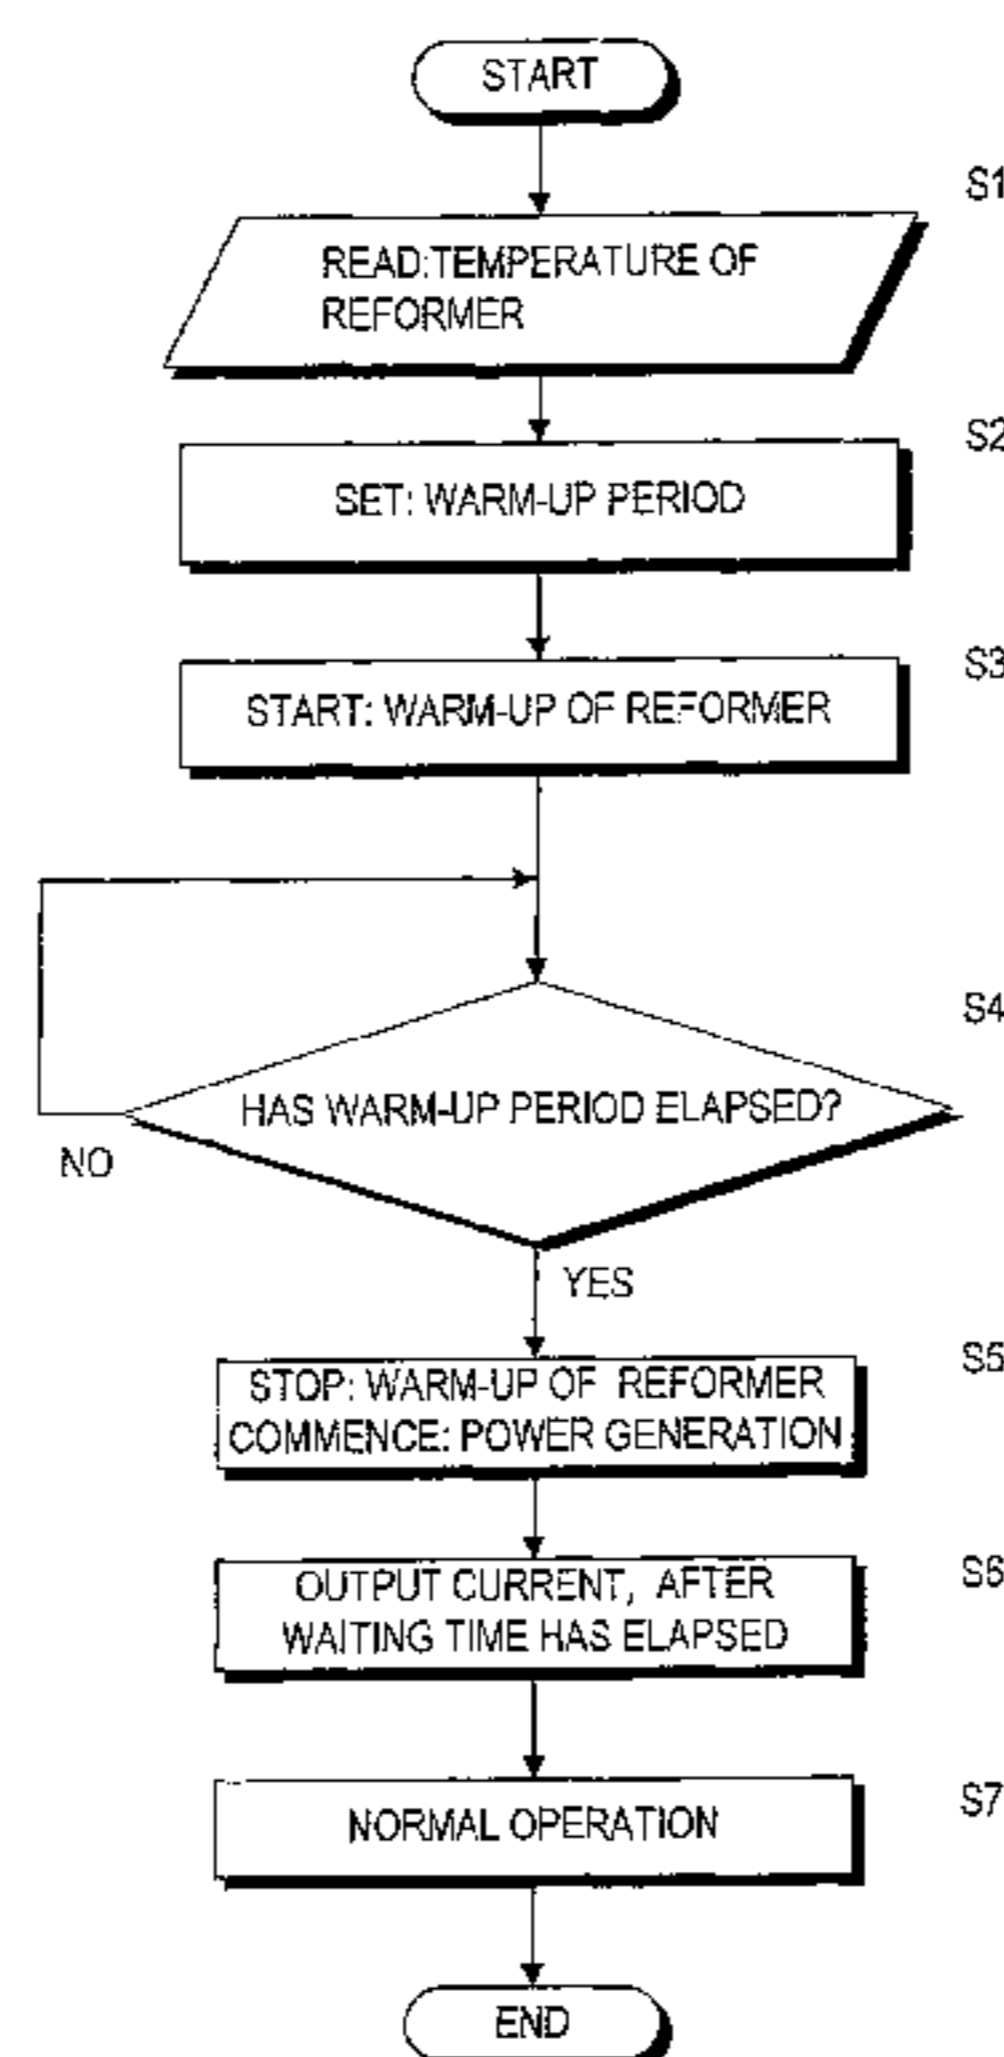 START
S1
READ:TEMPERATURE OF
REFORMER
S2
SET: WARM-UP PERIOD
S3
START: WARM-UP OF REFORMER
S4
HAS WARM-UP PERIOD ELAPSED?
NO
YES
S5
STOP: WARM-UP OF REFORMER
COMMENCE: POWER GENERATION
S6
OUTPUT CURRENT, AFTER
WAITING TIME HAS ELAPSED
S7
NORMAL OPERATION
END